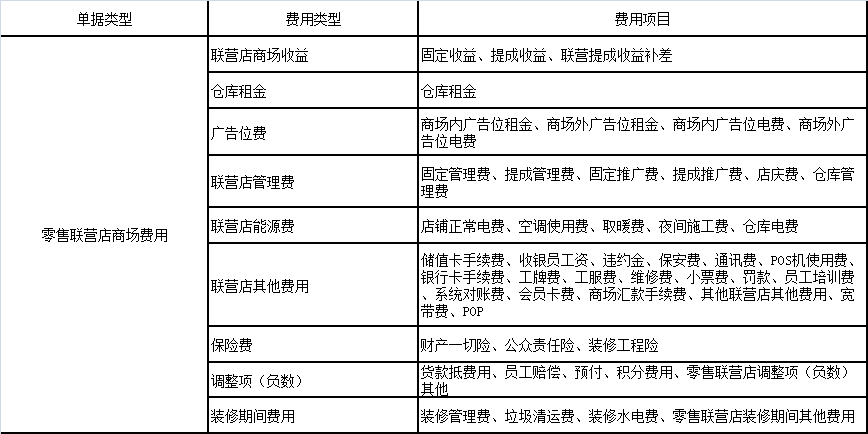 单据类型 费用类型 费用项目
零售联营店商场费用
联营店商场收益 固定收益、提成收益、联营提成收益补差
仓库租金 仓库租金
广告位费 商场内广告位租金、商场外广告位租金、商场内广告位电费、商场外广
告位电费
联营店管理费 固定管理费、提成管理费、固定推广费、提成推广费、店庆费、仓库管
理费
联营店能源费 店铺正常电费、空调使用费、取暖费、夜间施工费、仓库电费
联营店其他费用 储值卡手续费、收银员工资、违约金、保安费、通讯费、POS机使用费、
银行卡手续费、工牌费、工服费、维修费、小票费、罚款、员工培训费
、系统对账费、会员卡费、商场汇款手续费、其他联营店其他费用、宽
带费、POP
保险费 财产一切险、公众责任险、装修工程险
调整项（负数） 货款抵费用、员工赔偿、预付、积分费用、零售联营店调整项（负数）
其他
装修期间费用 装修管理费、垃圾清运费、装修水电费、零售联营店装修期间其他费用